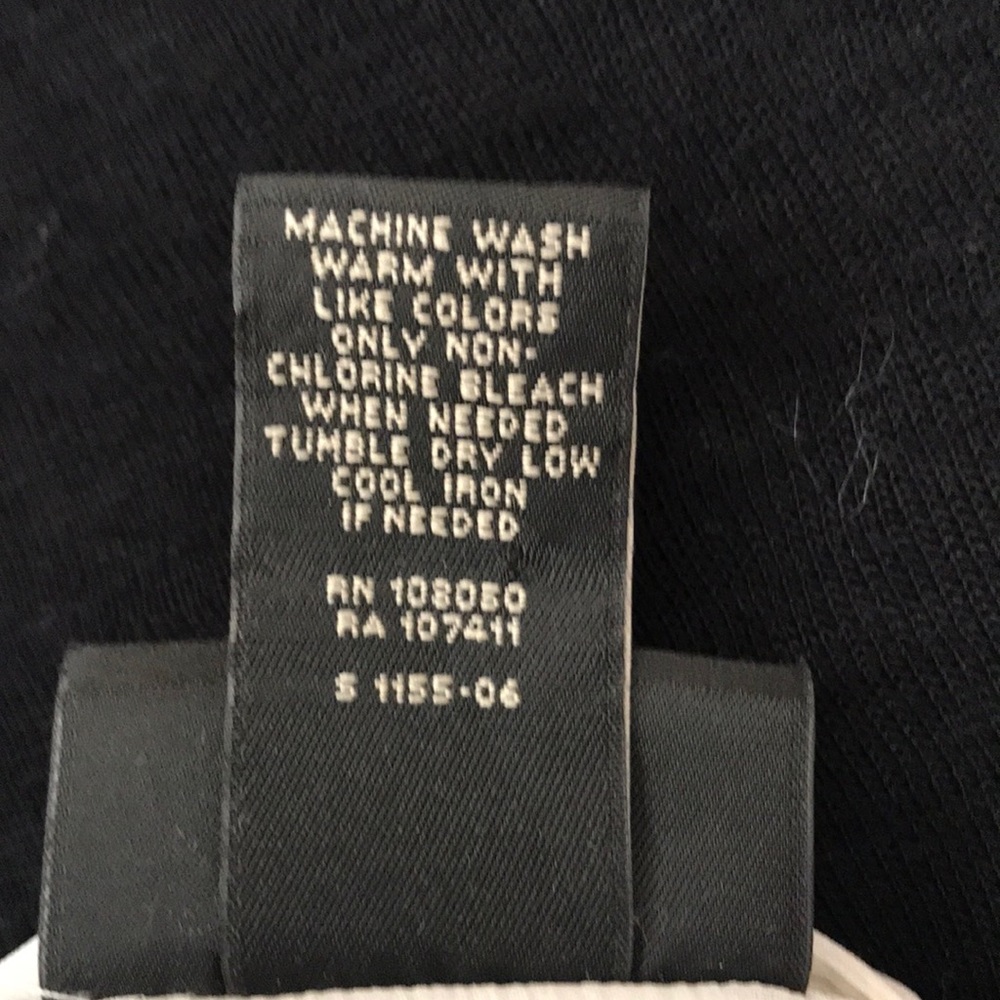 MACHINE WASH
WARM WITH
LIKE COLORS
ONLY NON-
CHLORINE BLEACH
WHEN NEEDED
TUMBLE DRY LOW
COOL IRON
IF NEEDED
RN 108080
RA 107411
S 1155-06